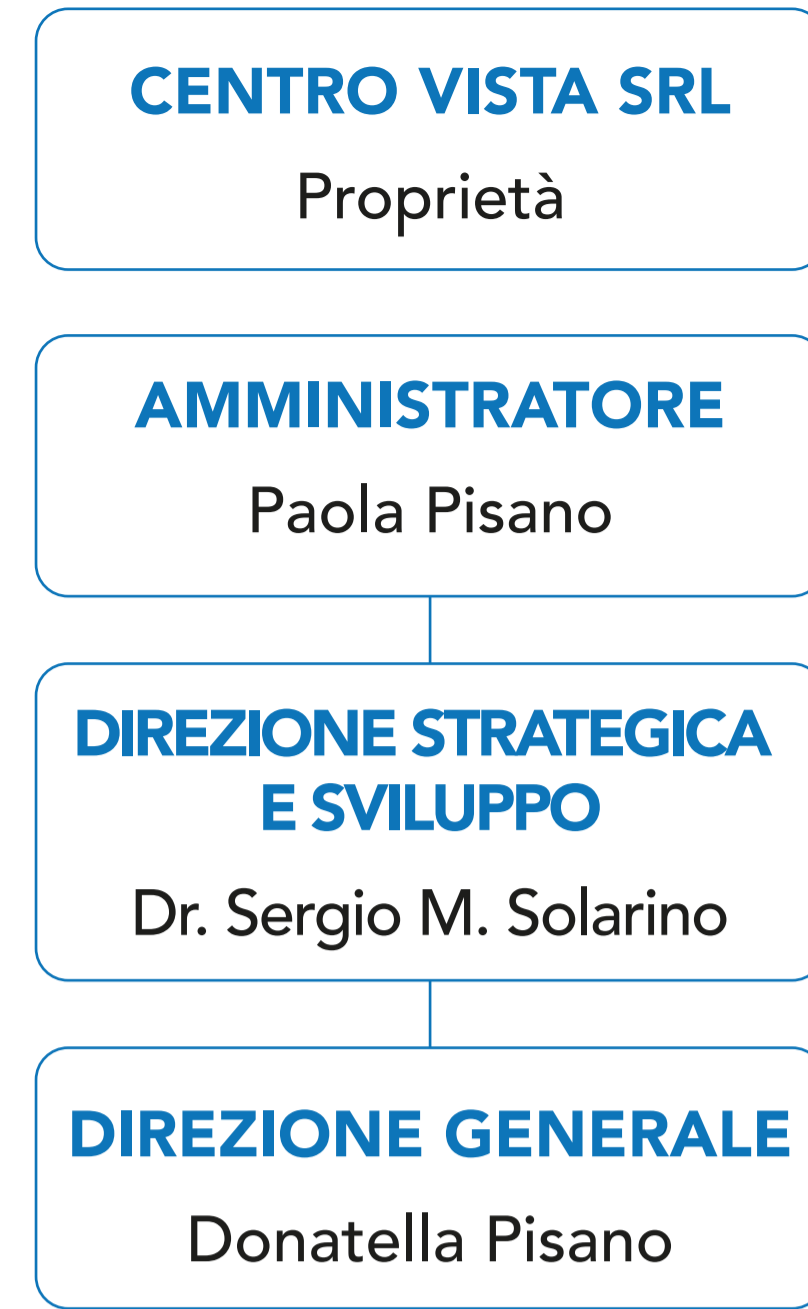 CENTRO VISTA SRL
Proprietà
AMMINISTRATORE
Paola Pisano
DIREZIONE STRATEGICA
E SVILUPPO
Dr. Sergio M. Solarino
DIREZIONE GENERALE
Donatella Pisano